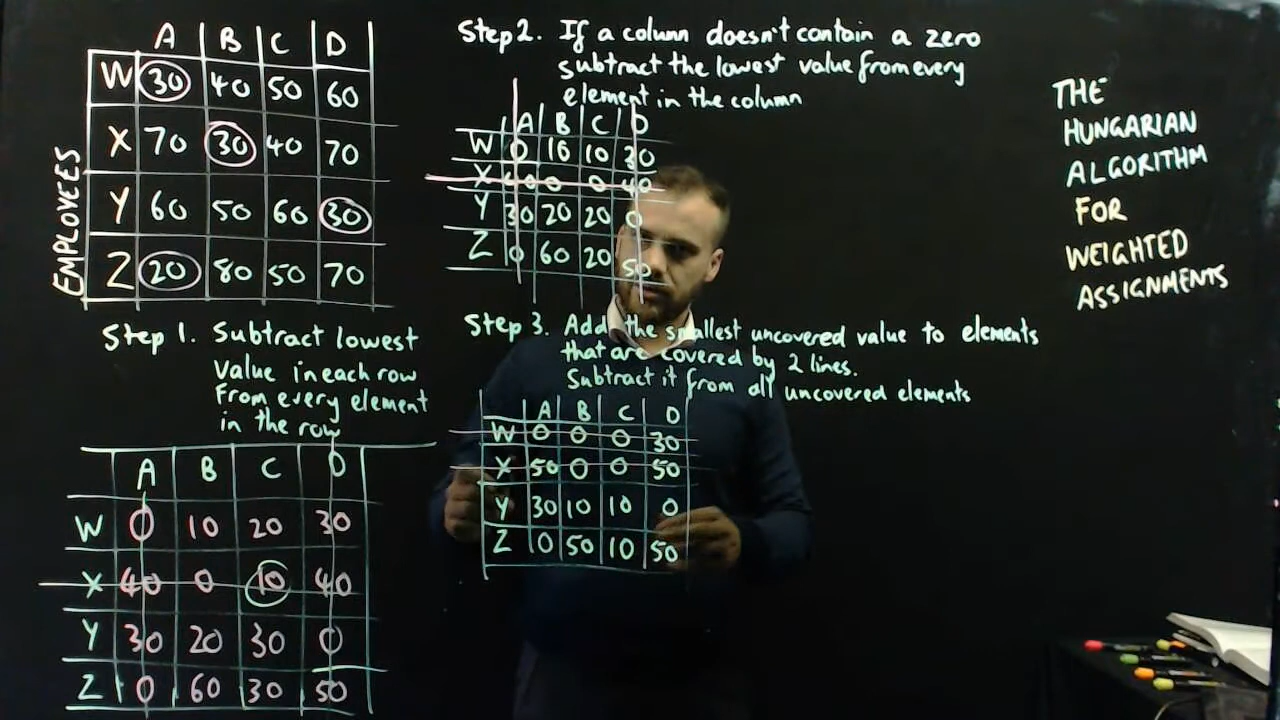 A B C D
W 30 40 50 60
X 70 30 40 70
Y 60 50 60 30
Z 20 80 50 70
EMPLOYEES
Step 1. Subtract lowest
Value in each row
From every element
in the row
A B C D
W 0 10 20 30
X 40 0 10 40
Y 30 20 30 0
Z 0 60 30 50
Step 2. If a column doesn't contain a zero
subtract the lowest value from every
element in the column
A B C D
W 0 10 10 30
X 0 0 40
Y 30 20 20 0
Z 0 60 20 50
Step 3. Add the smallest uncovered value to elements
that are covered by 2 lines.
Subtract it from all uncovered elements
A B C D
W 0 0 0 30
X 50 0 0 50
Y 30 10 10 0
Z 0 50 10 50
THE
HUNGARIAN
ALGORITHM
FOR
WEIGHTED
ASSIGNMENTS